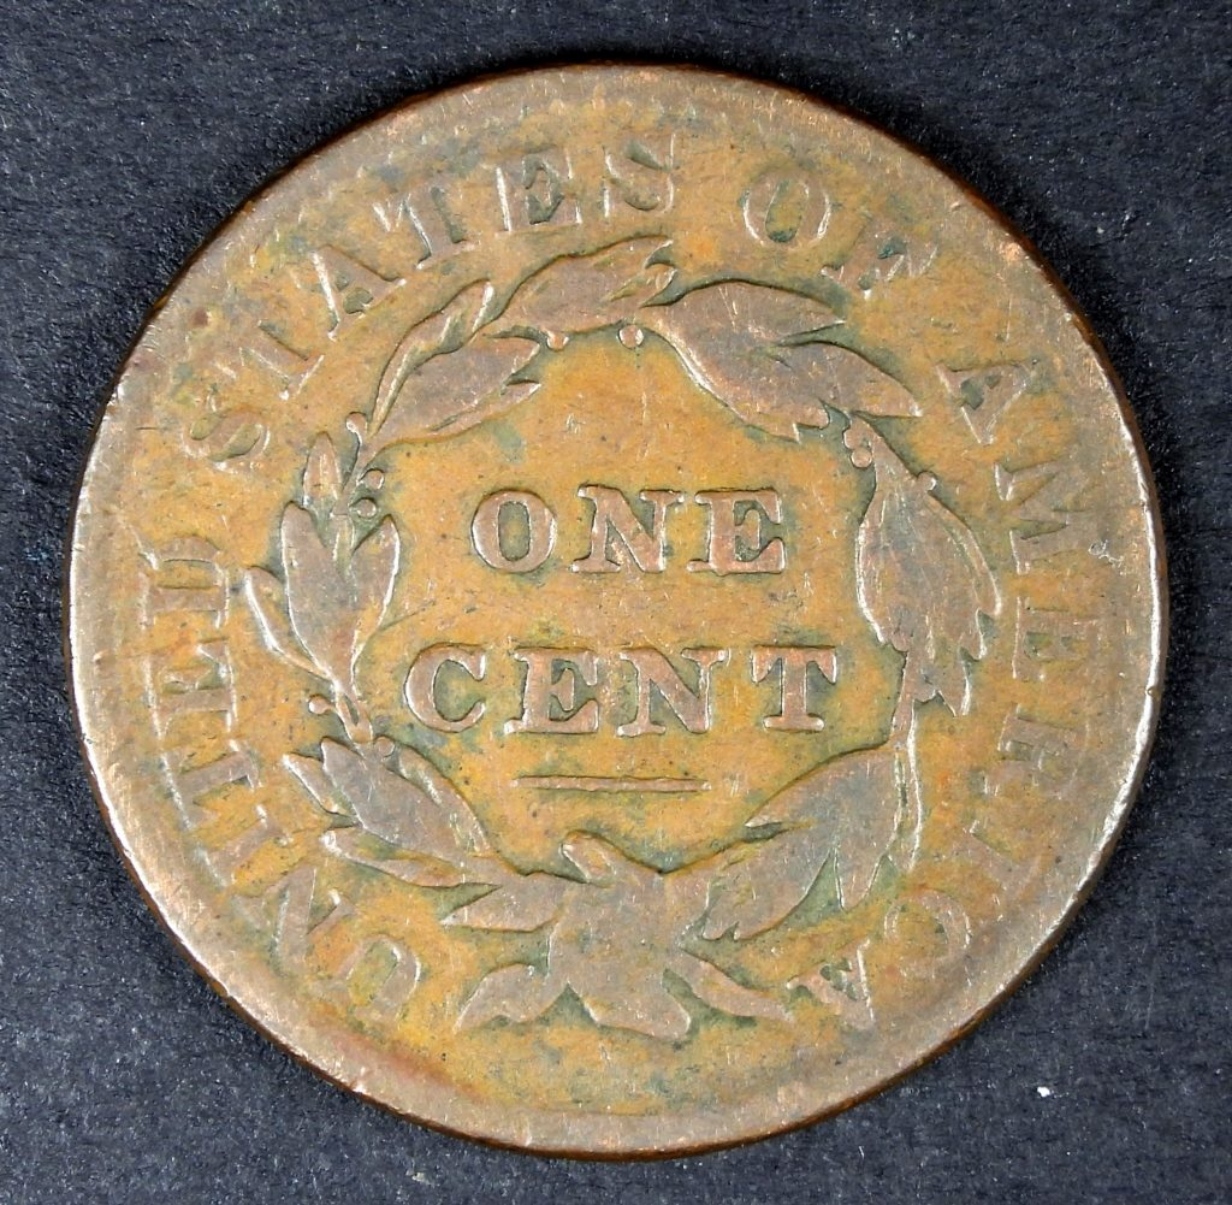 UNITED STATES OF AMERICA
ONE
CENT